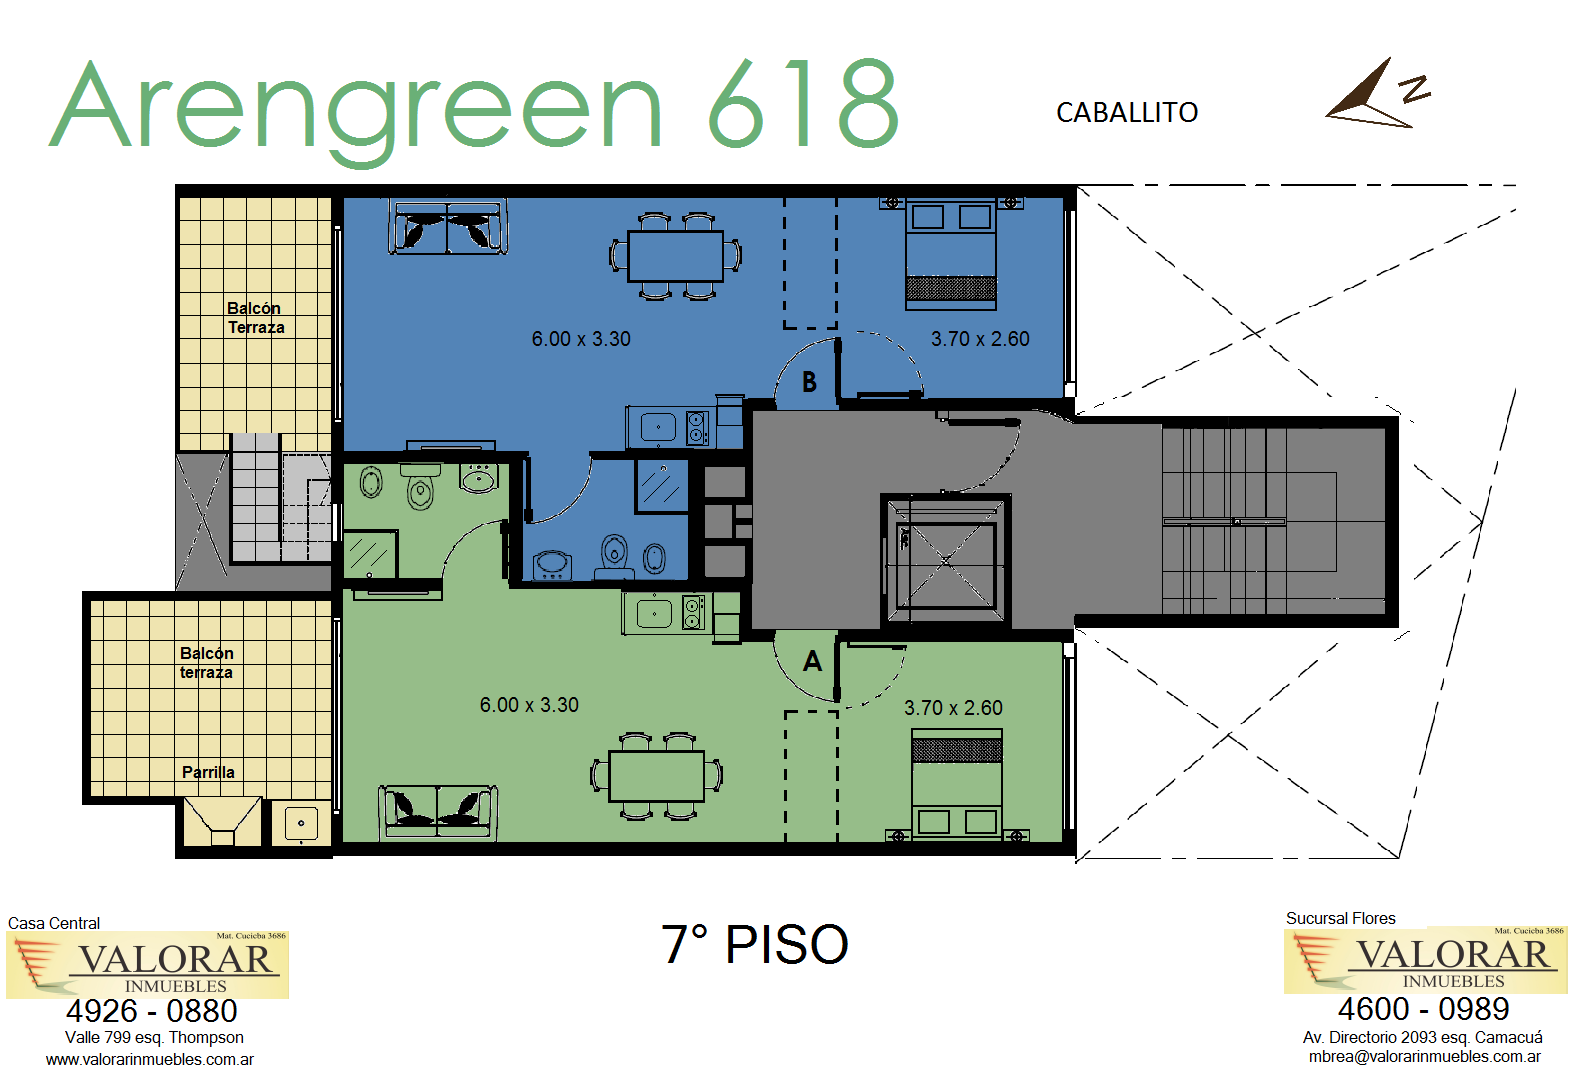 Arengreen 618
CABALLITO
N
Balcón
Terraza
6.00 x 3.30
3.70 x 2.60
B
Asc.
Balcón
terraza
A
6.00 x 3.30
3.70 x 2.60
Parrilla
7° PISO
Casa Central
Mat. Cucicba 3686
VALORAR
INMUEBLES
4926 - 0880
Valle 799 esq. Thompson
www.valorarinmuebles.com.ar
Sucursal Flores
Mat. Cucicba 3686
VALORAR
INMUEBLES
4600 - 0989
Av. Directorio 2093 esq. Camacuá
mbrea@valorarinmuebles.com.ar